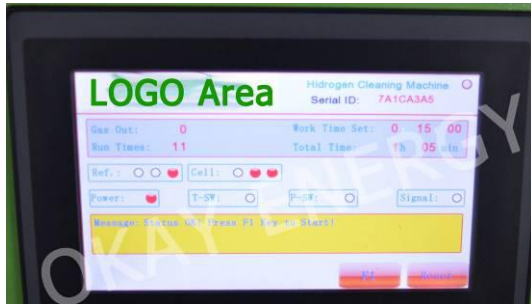 LOGO Area
Hidrogen Cleaning Machine
Serial ID: 7A1CA3A5
Gas Out: 0
Work Time Set: 0 15 00
Run Times: 11
Total Time: 1h 05 min
Ref.:
Cell:
Power:
T-SW:
P-SW:
Signal:
Message: Status OK! Press F1 Key to Start!
F1
Reset
OKAY ENERGY